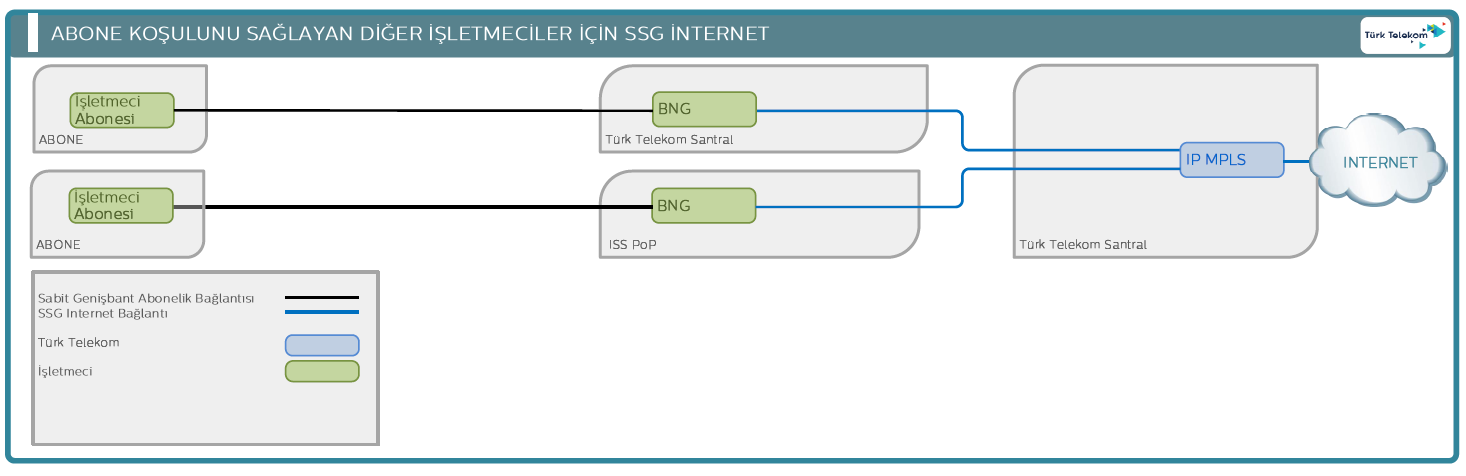 ABONE KOŞULUNU SAĞLAYAN DİĞER İŞLETMECİLER İÇİN SSG İNTERNET
Türk Telekom
İşletmeci
Abonesi
ABONE
BNG
Türk Telekom Santral
IP MPLS
INTERNET
İşletmeci
Abonesi
ABONE
BNG
ISS PoP
Türk Telekom Santral
Sabit Genişbant Abonelik Bağlantısı
SSG Internet Bağlantı
Türk Telekom
İşletmeci